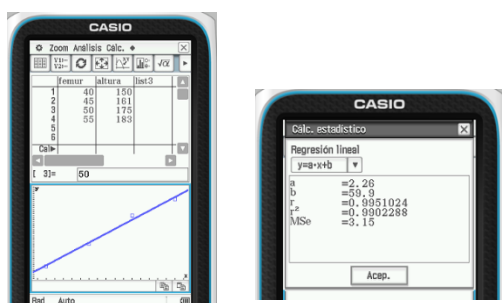 CASIO
Zoom Análisis Calc.
femur altura list3
1 40 150
2 45 161
3 50 175
4 55 183
5
6
Cal▶
[ 3]= 50
Rad Auto
CASIO
Calc. estadístico
Regresión lineal
y=a·x+b
a =2.26
b =59.9
r =0.9951024
r² =0.9902288
MSe =3.15
Acep.